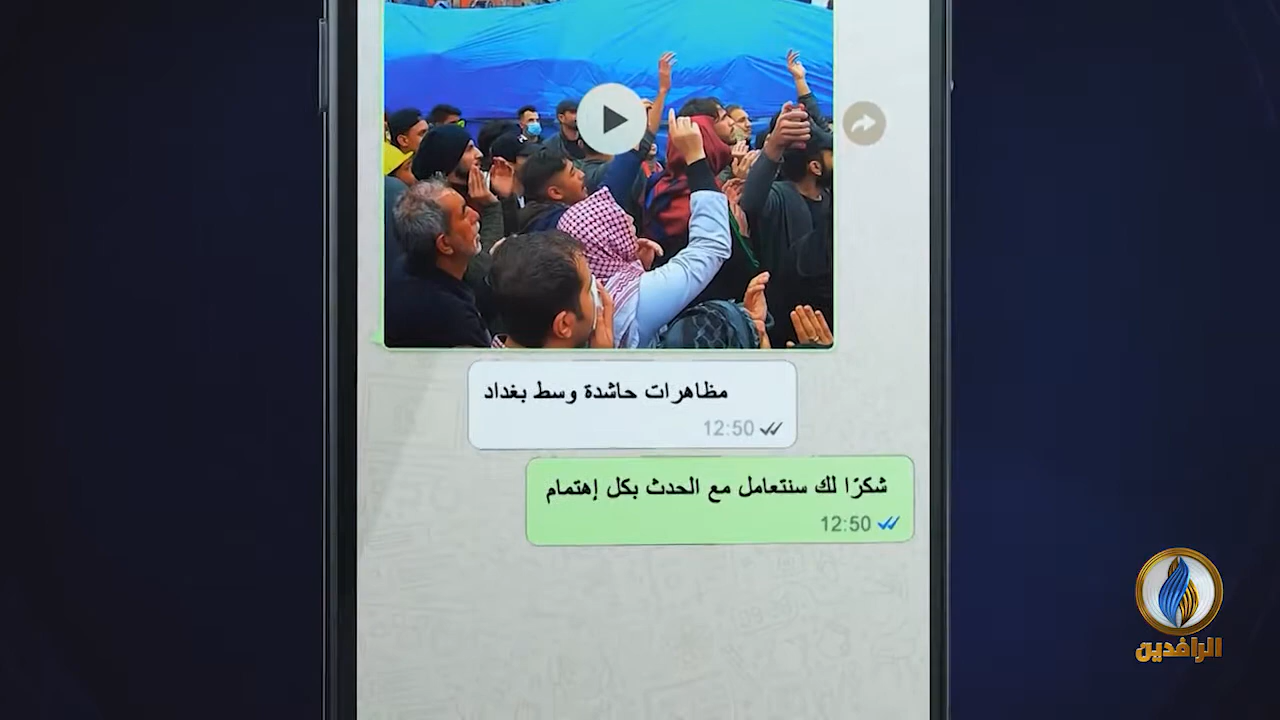 مظاهرات حاشدة وسط بغداد
12:50
شكرًا لك سنتعامل مع الحدث بكل إهتمام
12:50
الرافدين